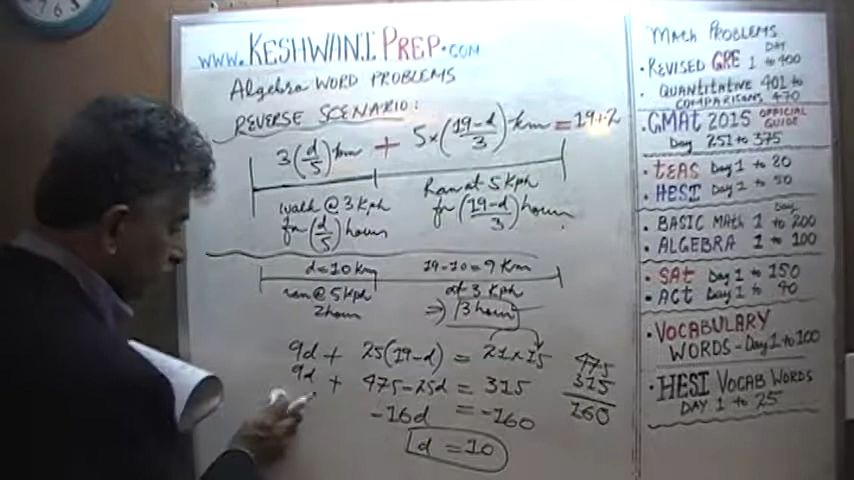 www.KESHWANIPREP.COM
Algebra WORD PROBLEMS
REVERSE SCENARIO:
3(d/5) km + 5×(19-d/3) km = 19+2
walk @ 3 kph
for (d/5) hours
Ran at 5 kph
for (19-d/3) hours
d=10 km
19-10=9 Km
ran @ 5 kph
2 hour
at 3 kph
⇒ 3 hour
9d + 25(19-d) = 21×15
9d + 475-25d = 315
-16d = -160
d = 10
475
315
160
MATH PROBLEMS
DAY
• REVISED GRE 1 to 400
• QUANTITATIVE 401 to
COMPARISONS 470
GMAT 2015 OFFICIAL GUIDE
DAY 251 to 375
• TEAS Day 1 to 20
• HESI Day 1 to 50
Day
• BASIC MATH 1 to 200
• ALGEBRA 1 to 100
• SAT Day 1 to 150
• ACT Day 1 to 90
• VOCABULARY
WORDS - Day 1 to 100
• HESI VOCAB WORDS
DAY 1 to 25